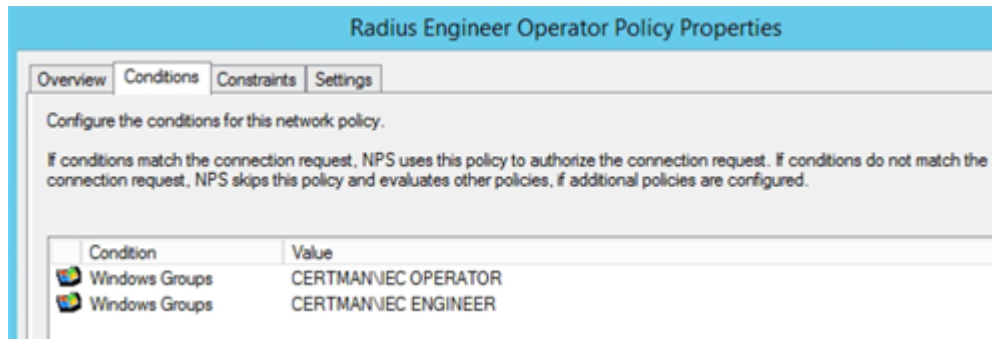 Radius Engineer Operator Policy Properties
Overview Conditions Constraints Settings
Configure the conditions for this network policy.
If conditions match the connection request, NPS uses this policy to authorize the connection request. If conditions do not match the
connection request, NPS skips this policy and evaluates other policies, if additional policies are configured.
Condition Value
Windows Groups CERTMAN\IEC OPERATOR
Windows Groups CERTMAN\IEC ENGINEER